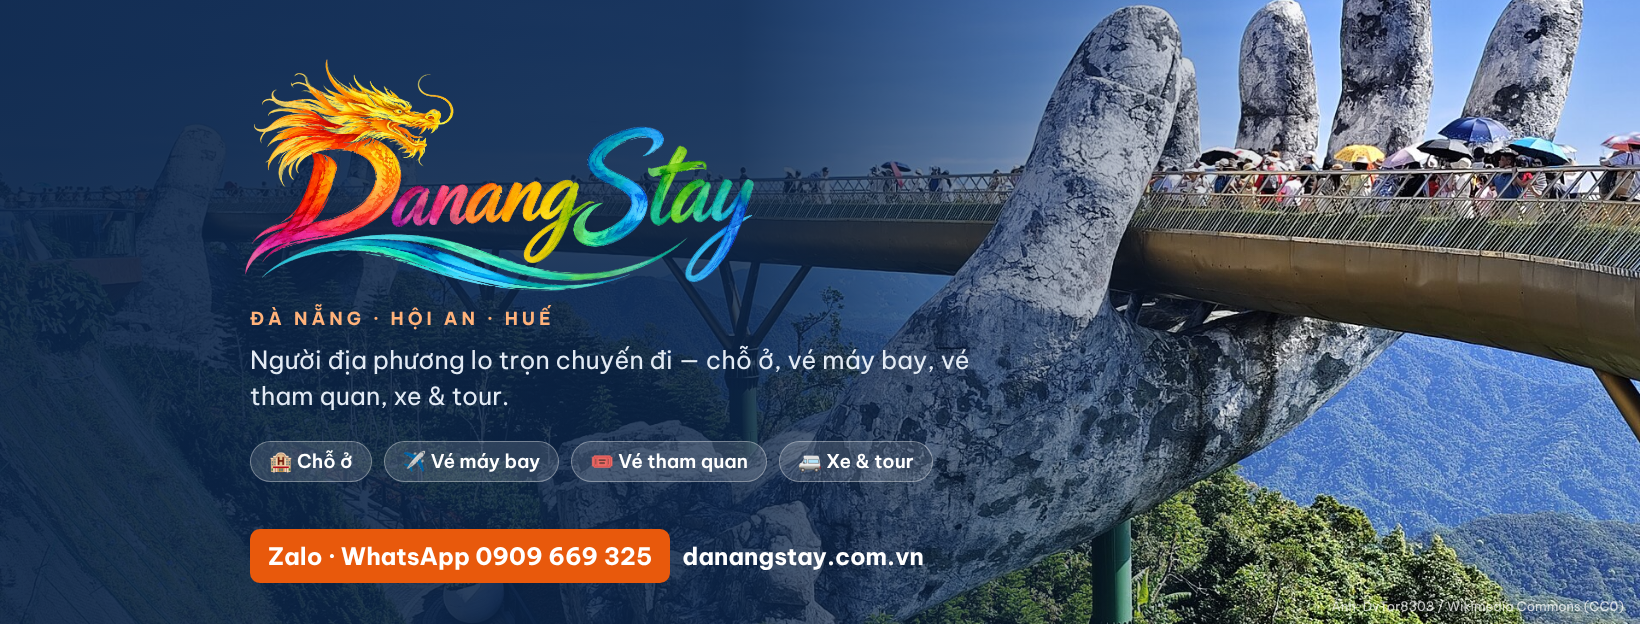 DanangStay
ĐÀ NẴNG · HỘI AN · HUẾ
Người địa phương lo trọn chuyến đi — chỗ ở, vé máy bay, vé
tham quan, xe & tour.
Chỗ ở
Vé máy bay
Vé tham quan
Xe & tour
Zalo · WhatsApp 0909 669 325
danangstay.com.vn
/ Wikimedia Commons (CC0)